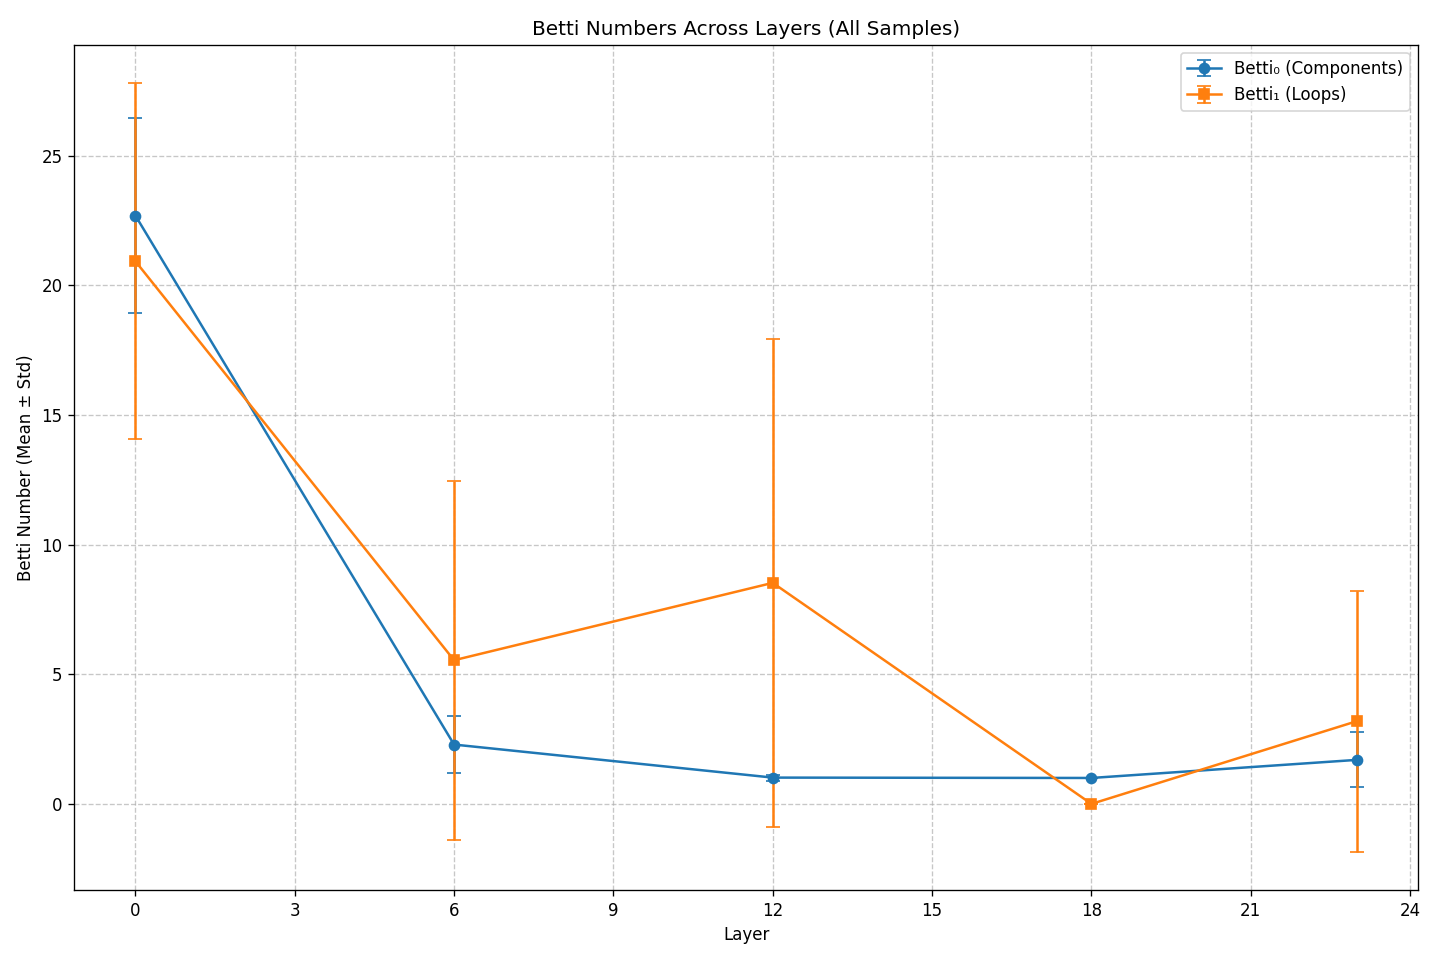 Betti Numbers Across Layers (All Samples)
Betti₀ (Components)
Betti₁ (Loops)
Betti Number (Mean ± Std)
25
20
15
10
5
0
0 3 6 9 12 15 18 21 24
Layer